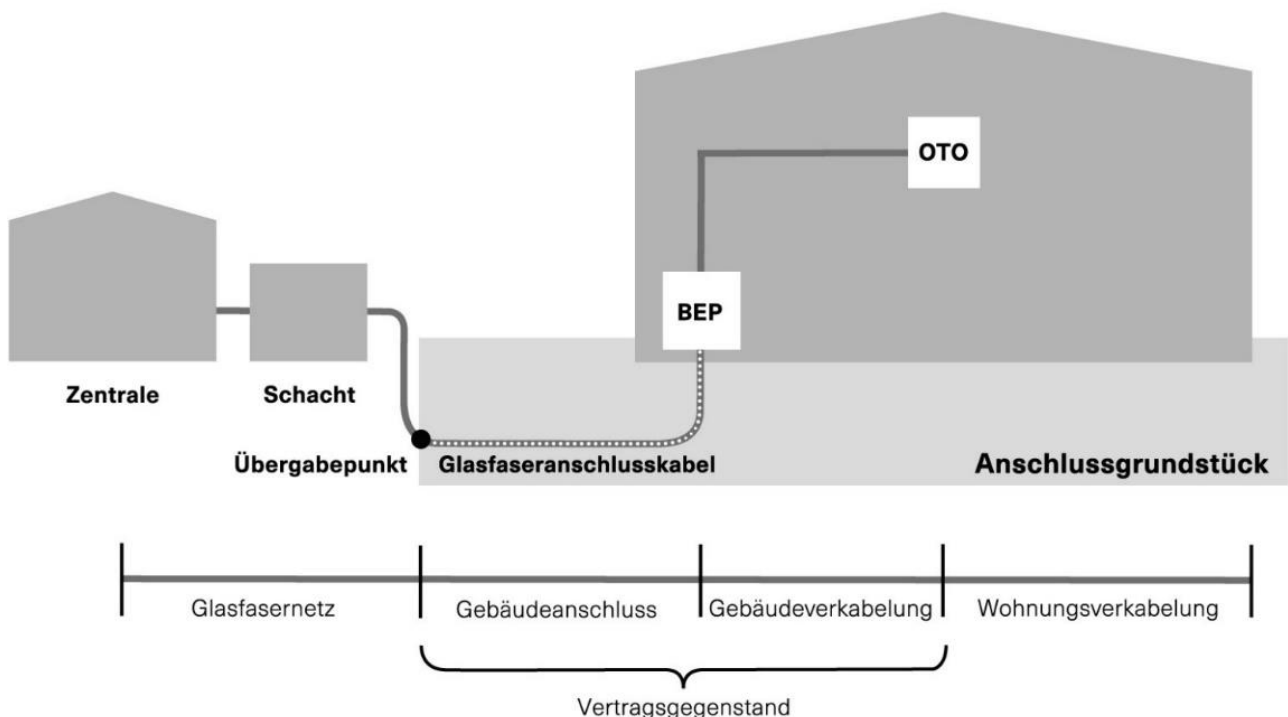 OTO
BEP
Zentrale
Schacht
Übergabepunkt
Glasfaseranschlusskabel
Anschlussgrundstück
Glasfasernetz
Gebäudeanschluss
Gebäudeverkabelung
Wohnungsverkabelung
Vertragsgegenstand